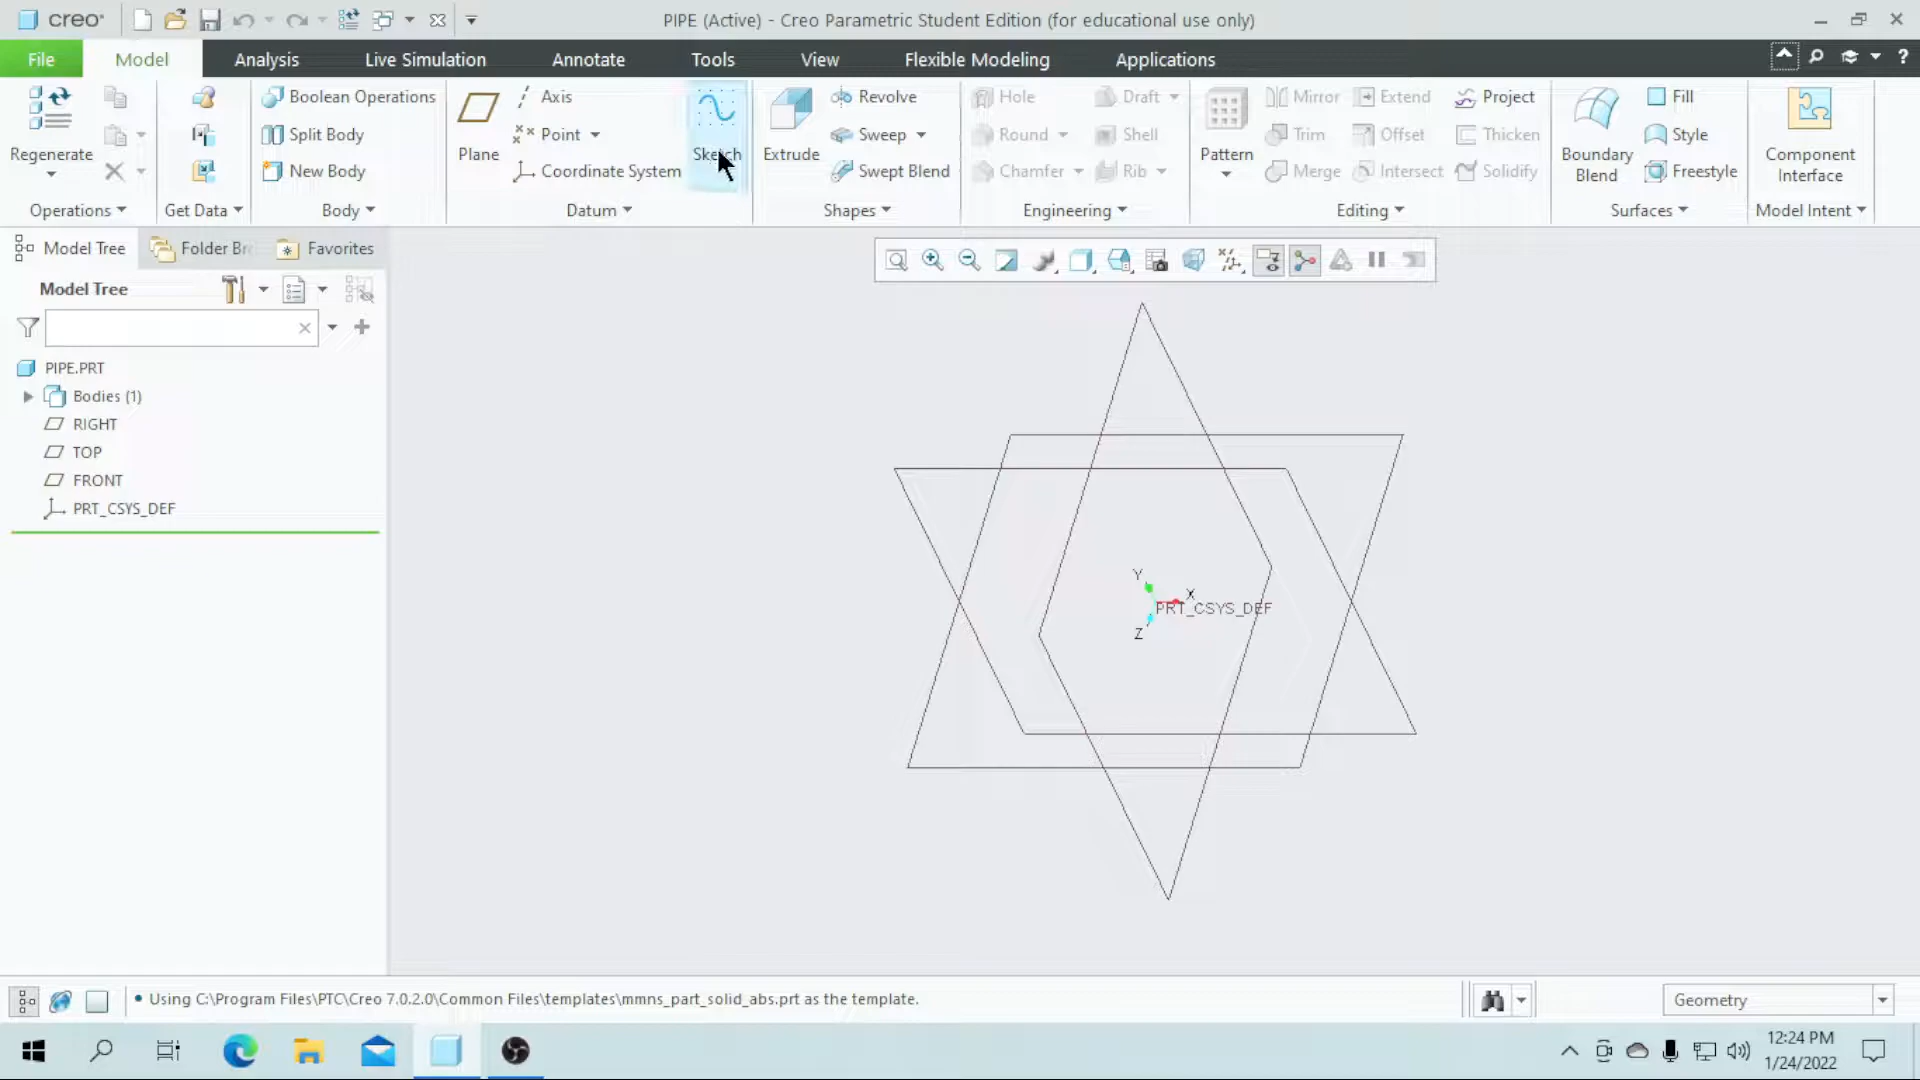 creo
PIPE (Active) - Creo Parametric Student Edition (for educational use only)
File
Model
Analysis
Live Simulation
Annotate
Tools
View
Flexible Modeling
Applications
Regenerate
Operations
Get Data
Boolean Operations
Split Body
New Body
Body
Plane
Axis
Point
Coordinate System
Sketch
Datum
Extrude
Revolve
Sweep
Swept Blend
Shapes
Hole
Round
Chamfer
Draft
Shell
Rib
Engineering
Pattern
Mirror
Trim
Merge
Extend
Offset
Intersect
Project
Thicken
Solidify
Editing
Boundary
Blend
Fill
Style
Freestyle
Surfaces
Component
Interface
Model Intent
Model Tree
Folder Br
Favorites
Model Tree
PIPE.PRT
Bodies (1)
RIGHT
TOP
FRONT
PRT_CSYS_DEF
Y
X
PRT_CSYS_DEF
Z
Using C:\Program Files\PTC\Creo 7.0.2.0\Common Files\templates\mmns_part_solid_abs.prt as the template.
Geometry
12:24 PM
1/24/2022